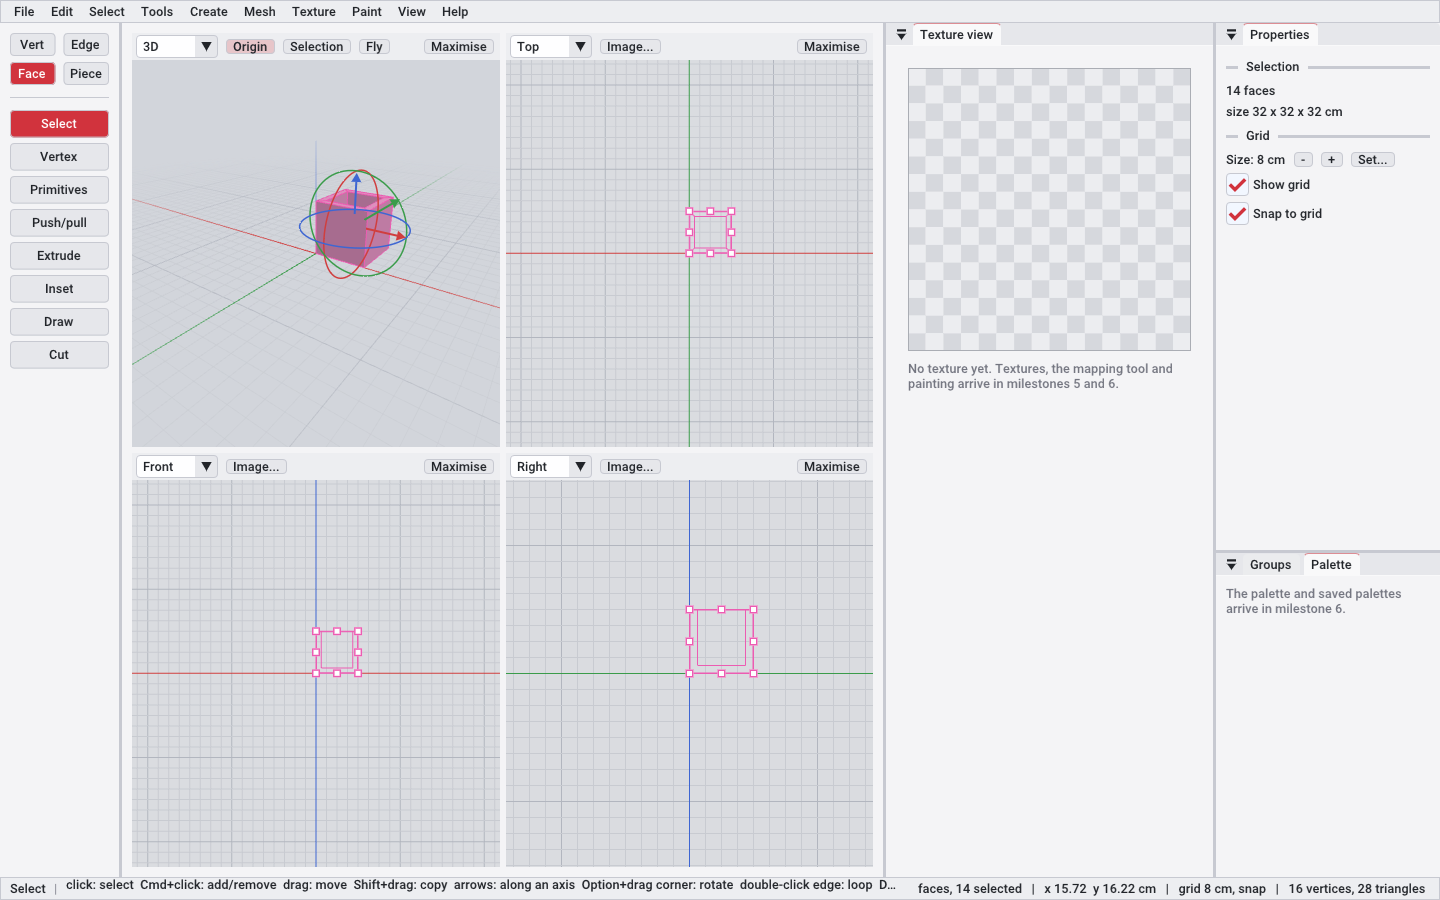 File Edit Select Tools Create Mesh Texture Paint View Help
Vert Edge
Face Piece
Select
Vertex
Primitives
Push/pull
Extrude
Inset
Draw
Cut
3D Origin Selection Fly Maximise
Top Image... Maximise
Front Image... Maximise
Right Image... Maximise
Texture view
No texture yet. Textures, the mapping tool and
painting arrive in milestones 5 and 6.
Properties
Selection
14 faces
size 32 x 32 x 32 cm
Grid
Size: 8 cm - + Set...
Show grid
Snap to grid
Groups Palette
The palette and saved palettes
arrive in milestone 6.
Select | click: select Cmd+click: add/remove drag: move Shift+drag: copy arrows: along an axis Option+drag corner: rotate double-click edge: loop D... faces, 14 selected | x 15.72 y 16.22 cm | grid 8 cm, snap | 16 vertices, 28 triangles